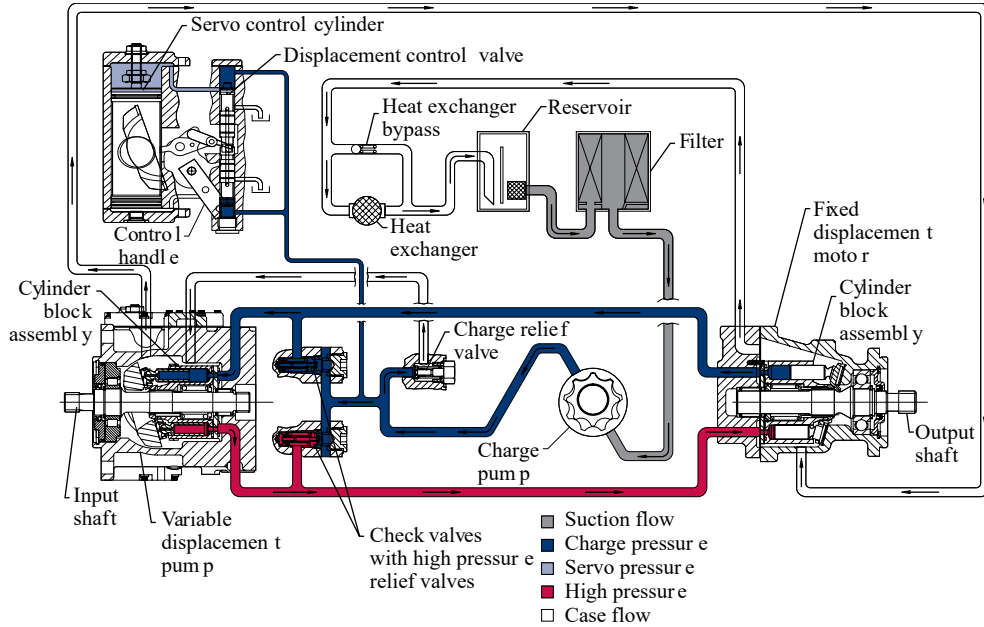 Servo control cylinder
Displacement control valve
Heat exchanger
bypass
Reservoir
Filter
Control
handle
Heat
exchanger
Fixed
displacement
motor
Cylinder
block
assembly
Cylinder
block
assembly
Charge relief
valve
Charge
pump
Output
shaft
Input
shaft
Variable
displacement
pump
Check valves
with high pressure
relief valves
Suction flow
Charge pressure
Servo pressure
High pressure
Case flow